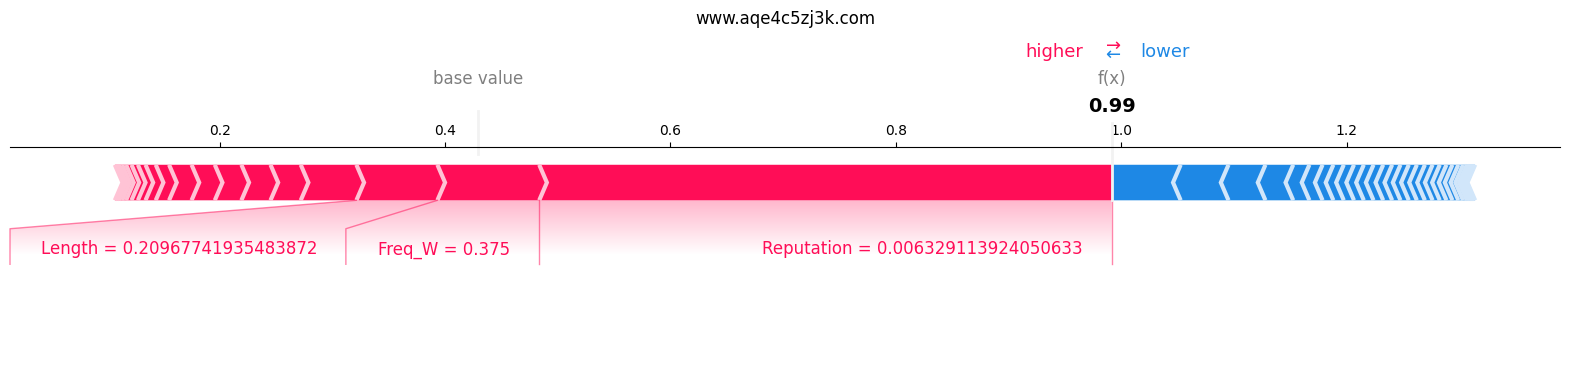 www.aqe4c5zj3k.com
higher ⇄ lower
base value f(x)
0.99
0.2 0.4 0.6 0.8 1.0 1.2
Length = 0.20967741935483872 Freq_W = 0.375 Reputation = 0.006329113924050633